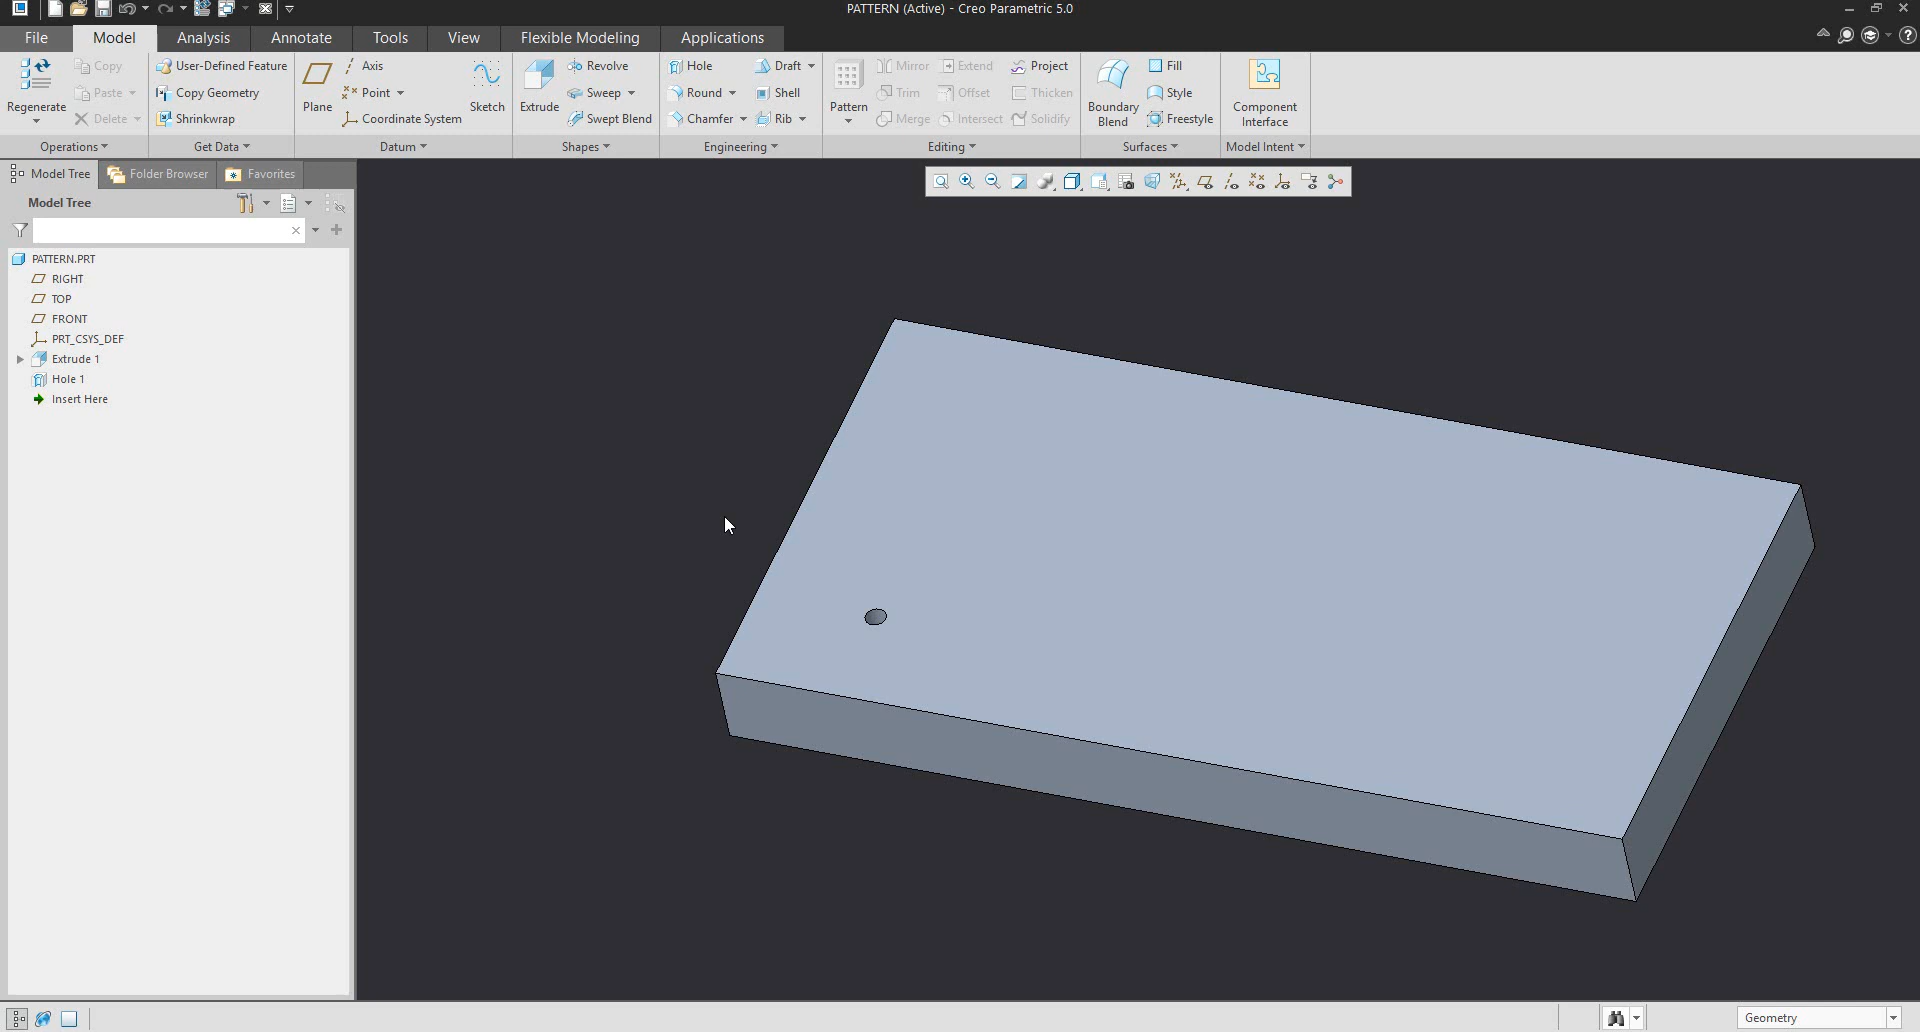 PATTERN (Active) - Creo Parametric 5.0
File Model Analysis Annotate Tools View Flexible Modeling Applications
Regenerate
Copy
Paste
Delete
User-Defined Feature
Copy Geometry
Shrinkwrap
Plane
Axis
Point
Coordinate System
Sketch
Extrude
Revolve
Sweep
Swept Blend
Hole
Round
Chamfer
Draft
Shell
Rib
Pattern
Mirror
Trim
Merge
Extend
Offset
Intersect
Project
Thicken
Solidify
Boundary
Blend
Fill
Style
Freestyle
Component
Interface
Operations Get Data Datum Shapes Engineering Editing Surfaces Model Intent
Model Tree Folder Browser Favorites
Model Tree
PATTERN.PRT
RIGHT
TOP
FRONT
PRT_CSYS_DEF
Extrude 1
Hole 1
Insert Here
Geometry